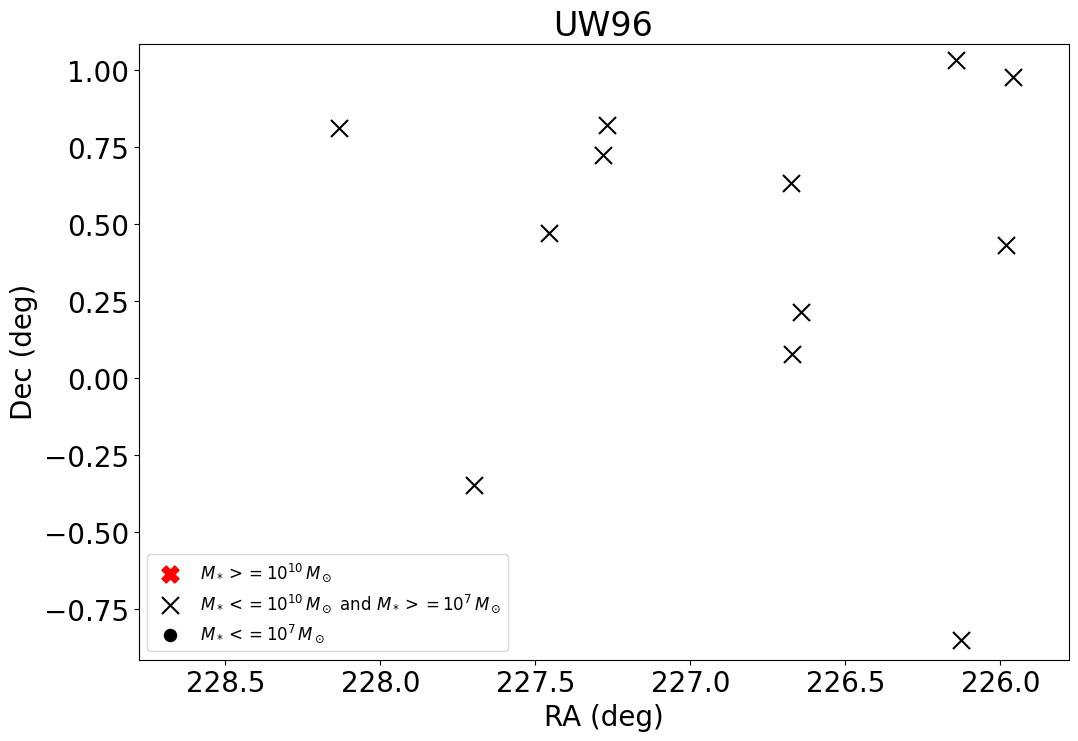 UW96
1.00
0.75
0.50
0.25
0.00
−0.25
−0.50
−0.75
Dec (deg)
M* >= 10^10 M⊙
M* <= 10^10 M⊙ and M* >= 10^7 M⊙
M* <= 10^7 M⊙
228.5 228.0 227.5 227.0 226.5 226.0
RA (deg)